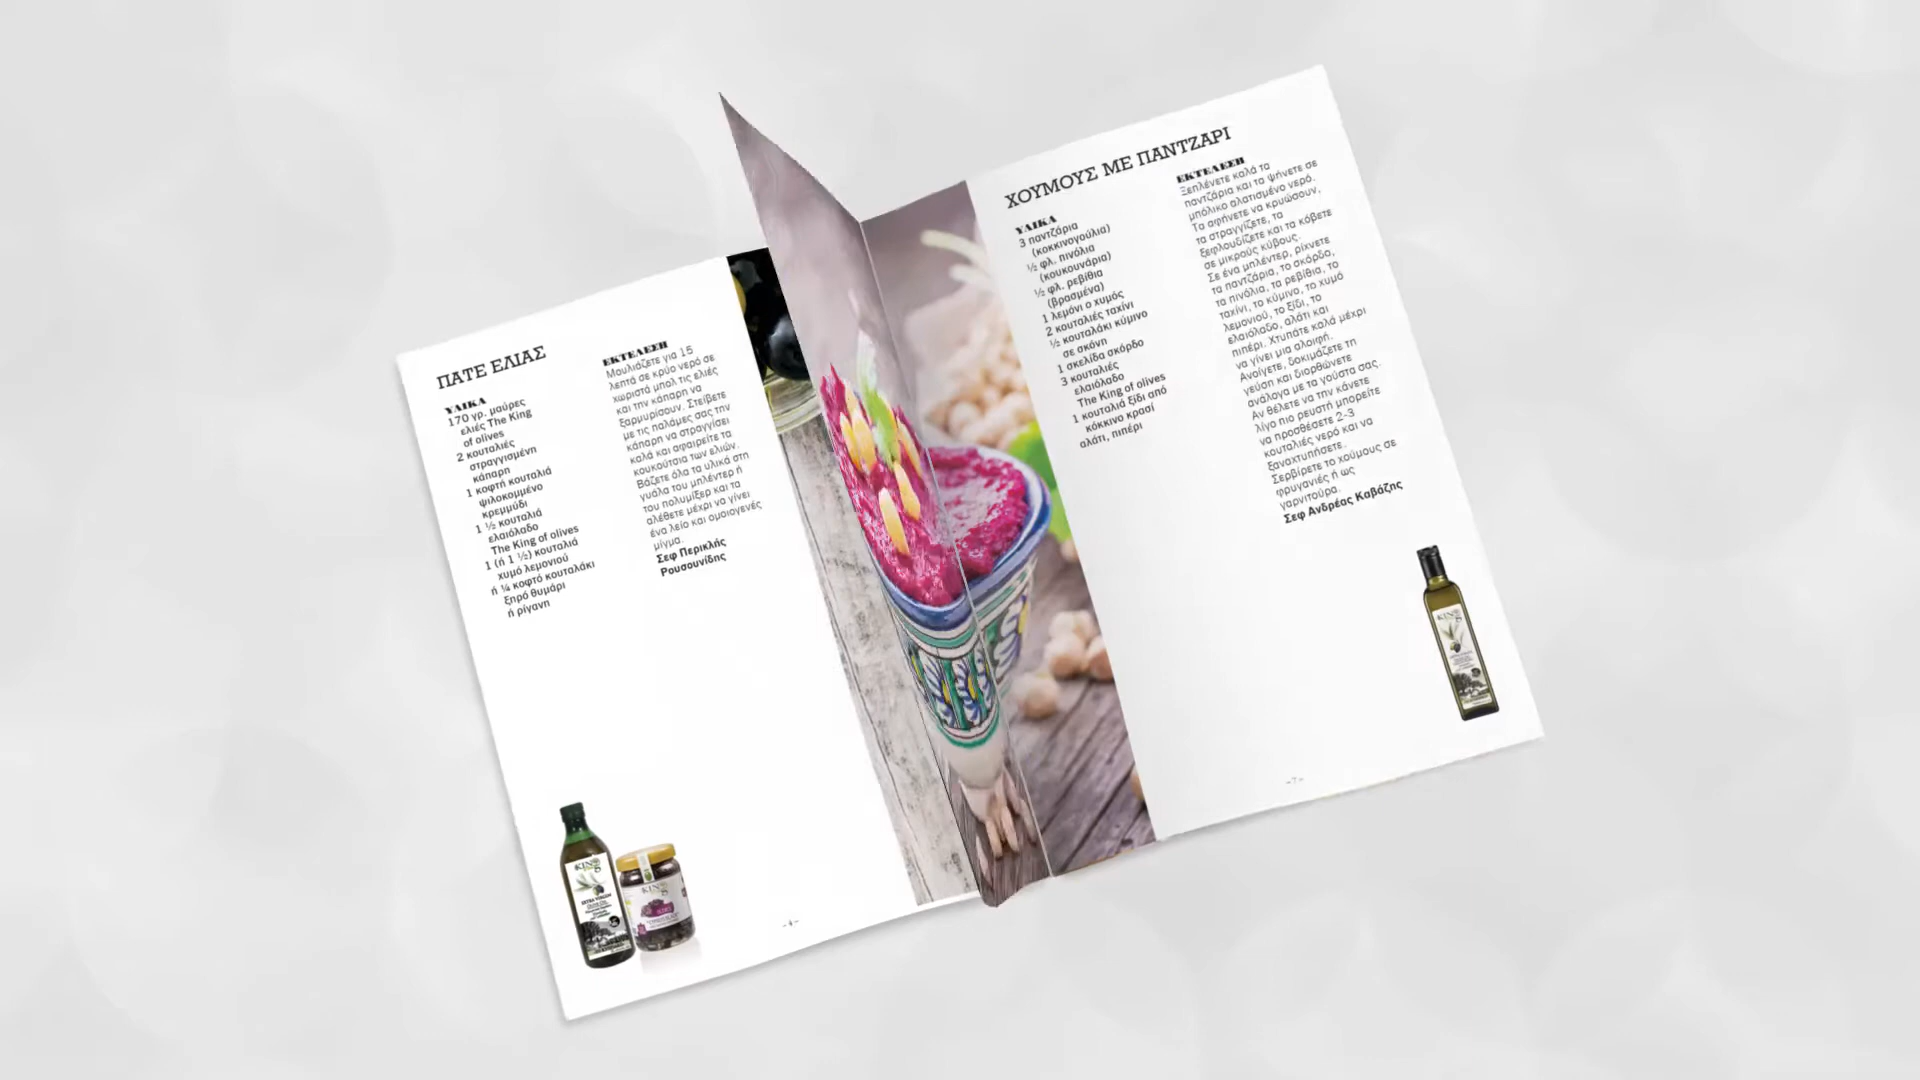 ΠΑΤΕ ΕΛΙΑΣ
ΥΛΙΚΑ
170 γρ. μαύρες
ελιές The King
of olives
2 κουταλιές
στραγγισμένη
κάπαρη
1 κοφτή κουταλιά
ψιλοκομμένο
κρεμμύδι
1 ½ κουταλιά
ελαιόλαδο
The King of olives
1 (ή 1 ½) κουταλιά
χυμό λεμονιού
ή ¼ κοφτό κουταλάκι
ξηρό θυμάρι
ή ρίγανη
ΕΚΤΕΛΕΣΗ
Μουλιάζετε για 15
λεπτά σε κρύο νερό σε
χωριστά μπολ τις ελιές
και την κάπαρη να
ξαρμυρίσουν. Στείβετε
με τις παλάμες σας την
κάπαρη να στραγγίσει
καλά και αφαιρείτε τα
κουκούτσια των ελιών.
Βάζετε όλα τα υλικά στη
γυάλα του μπλέντερ ή
του πολυμίξερ και τα
αλέθετε μέχρι να γίνει
ένα λείο και ομοιογενές
μίγμα.
Σεφ Περικλής
Ρουσουνίδης
KING
EXTRA VIRGIN
KING
- 4 -
ΧΟΥΜΟΥΣ ΜΕ ΠΑΝΤΖΑΡΙ
ΥΛΙΚΑ
3 παντζάρια
(κοκκινογούλια)
½ φλ. πινόλια
(κουκουνάρια)
½ φλ. ρεβίθια
(βρασμένα)
1 λεμόνι ο χυμός
2 κουταλιές ταχίνι
½ κουταλάκι κύμινο
σε σκόνη
1 σκελίδα σκόρδο
3 κουταλιές
ελαιόλαδο
The King of olives
1 κουταλιά ξίδι από
κόκκινο κρασί
αλάτι, πιπέρι
ΕΚΤΕΛΕΣΗ
Ξεπλένετε καλά τα
παντζάρια και τα ψήνετε σε
μπόλικο αλατισμένο νερό.
Τα αφήνετε να κρυώσουν,
τα στραγγίζετε, τα
ξεφλουδίζετε και τα κόβετε
σε μικρούς κύβους.
Σε ένα μπλέντερ, ρίχνετε
τα παντζάρια, το σκόρδο,
τα πινόλια, τα ρεβίθια, το
ταχίνι, το κύμινο, το χυμό
λεμονιού, το ξίδι, το
ελαιόλαδο, αλάτι και
πιπέρι. Χτυπάτε καλά μέχρι
να γίνει μια αλοιφή.
Ανοίγετε, δοκιμάζετε τη
γεύση και διορθώνετε
ανάλογα με τα γούστα σας.
Αν θέλετε να την κάνετε
λίγο πιο ρευστή μπορείτε
να προσθέσετε 2-3
κουταλιές νερό και να
ξαναχτυπήσετε.
Σερβίρετε το χούμους σε
φρυγανιές ή ως
γαρνιτούρα.
Σεφ Ανδρέας Καβάζης
KING
- 7 -